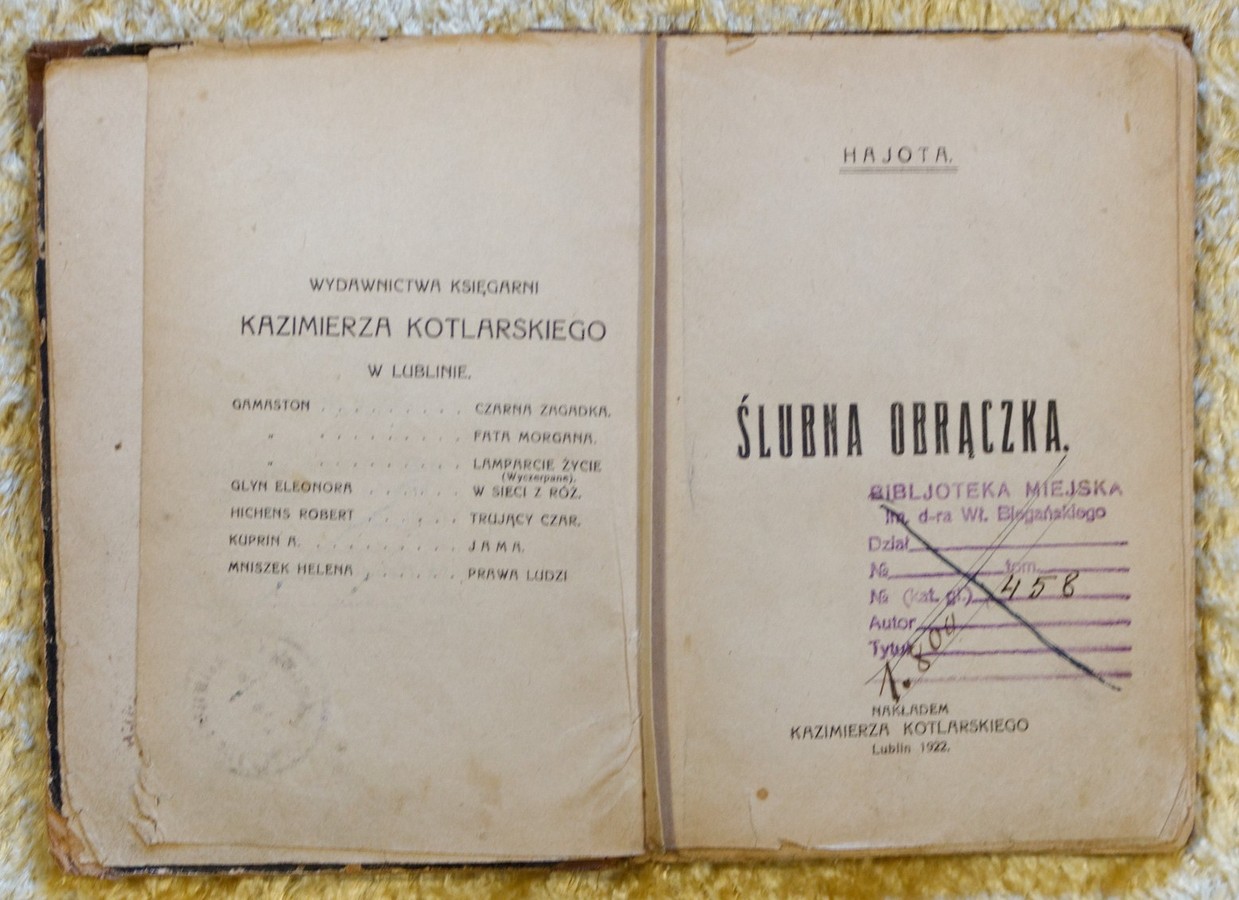 WYDAWNICTWA KSIĘGARNI
KAZIMIERZA KOTLARSKIEGO
W LUBLINIE.
GAMASTON . . . . . . . . . CZARNA ZAGADKA.
„ . . . . . . . . . FATA MORGANA.
„ . . . . . . . . . LAMPARCIE ŻYCIE
(Wyczerpane).
GLYN ELEONORA . . . . . . W SIECI Z RÓŻ.
HICHENS ROBERT . . . . . . TRUJĄCY CZAR.
KUPRIN A. . . . . . . . . . JAMA.
MNISZEK HELENA . . . . . . PRAWA LUDZI
HAJOTA.
ŚLUBNA OBRĄCZKA.
BIBLJOTEKA MIEJSKA
im. d-ra Wł. Biegańskiego
Dział
№ tom
№ (kat. gł.) 458
Autor
Tytuł
1.800
NAKŁADEM
KAZIMIERZA KOTLARSKIEGO
Lublin 1922.